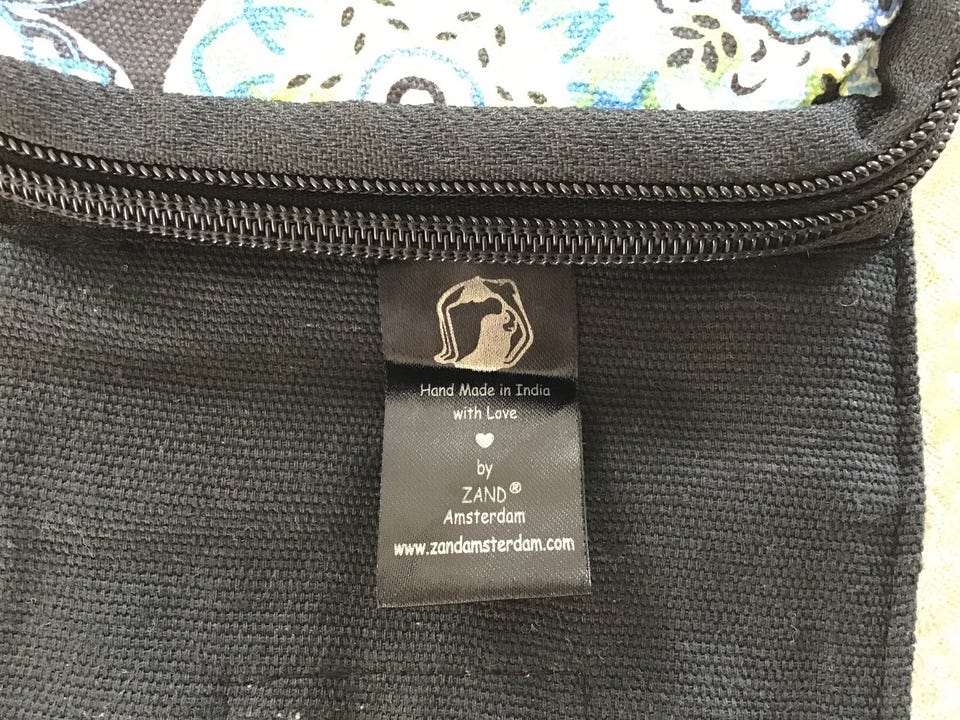 Hand Made in India
with Love
by
ZAND®
Amsterdam
www.zandamsterdam.com